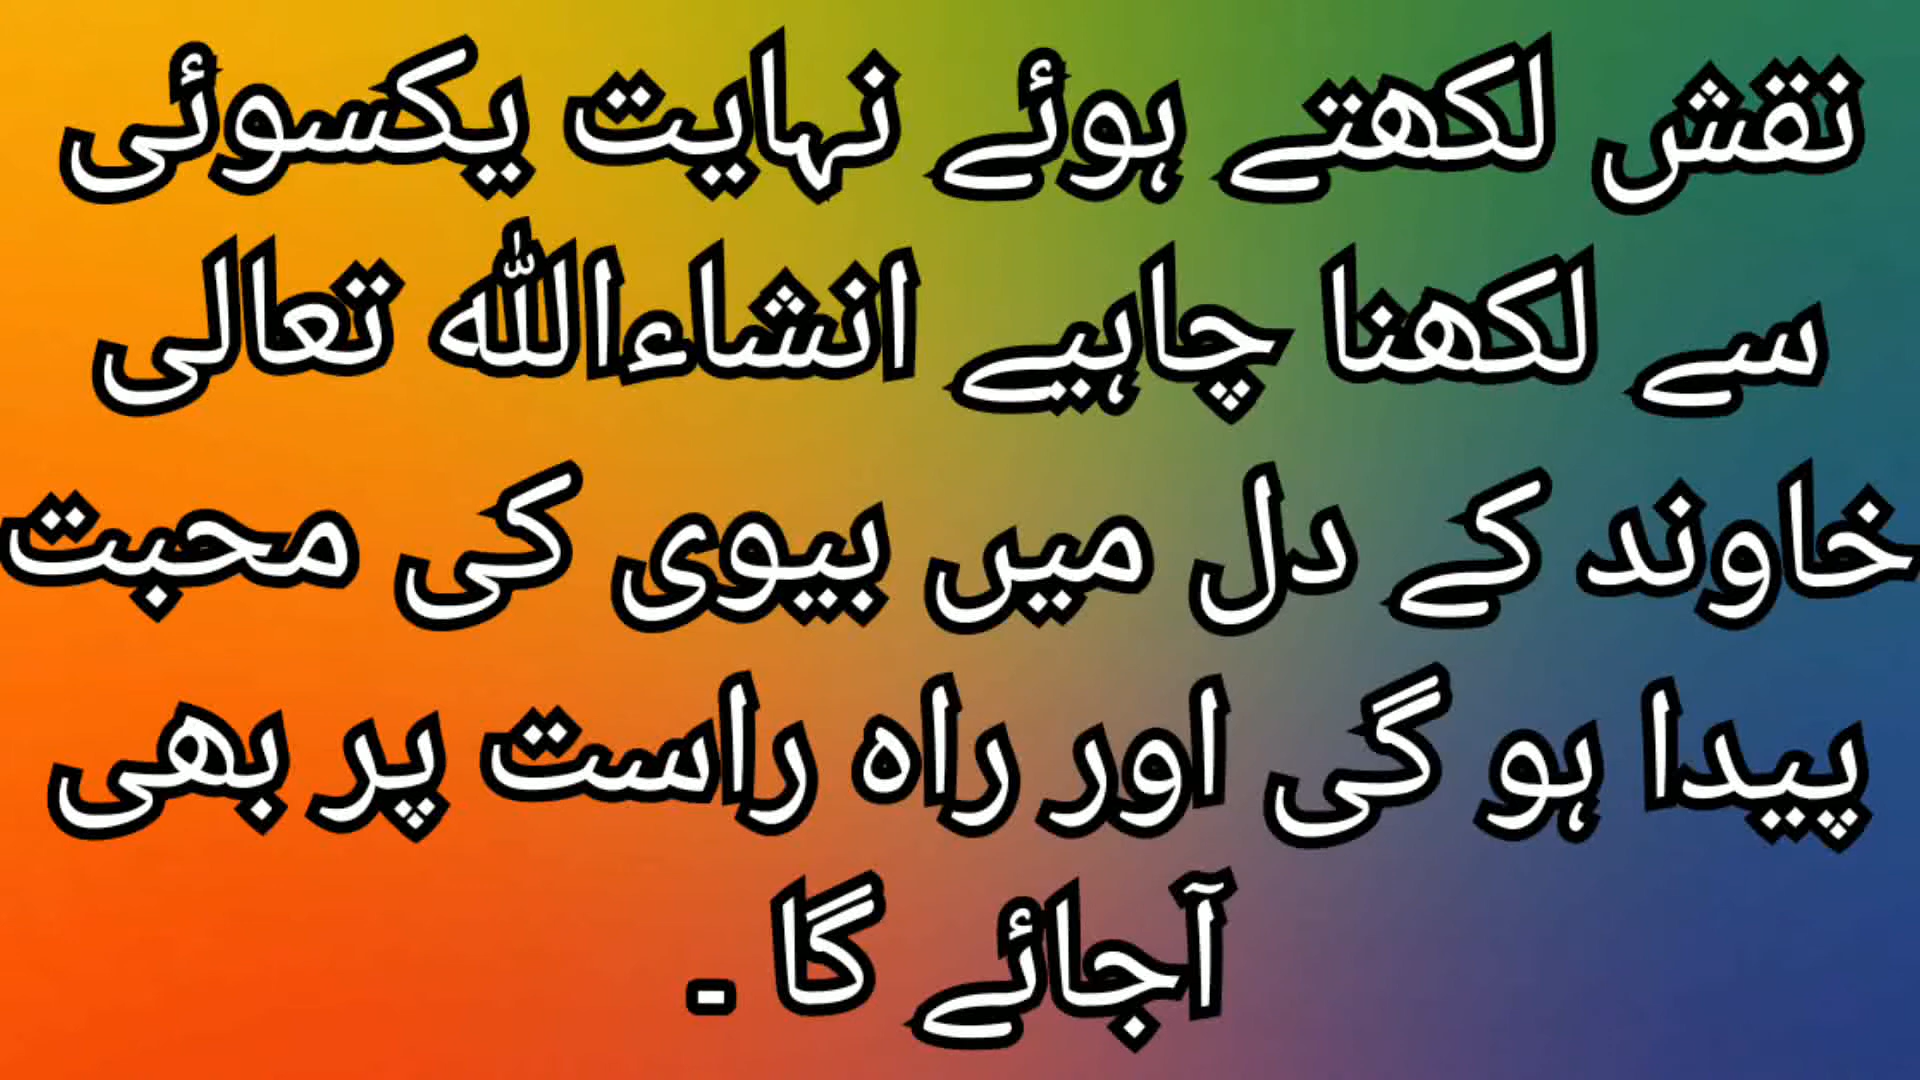 نقش لکھتے ہوئے نہایت یکسوئی
سے لکھنا چاہیے انشاءاللہ تعالی
خاوند کے دل میں بیوی کی محبت
پیدا ہو گی اور راہ راست پر بھی
آجائے گا ۔